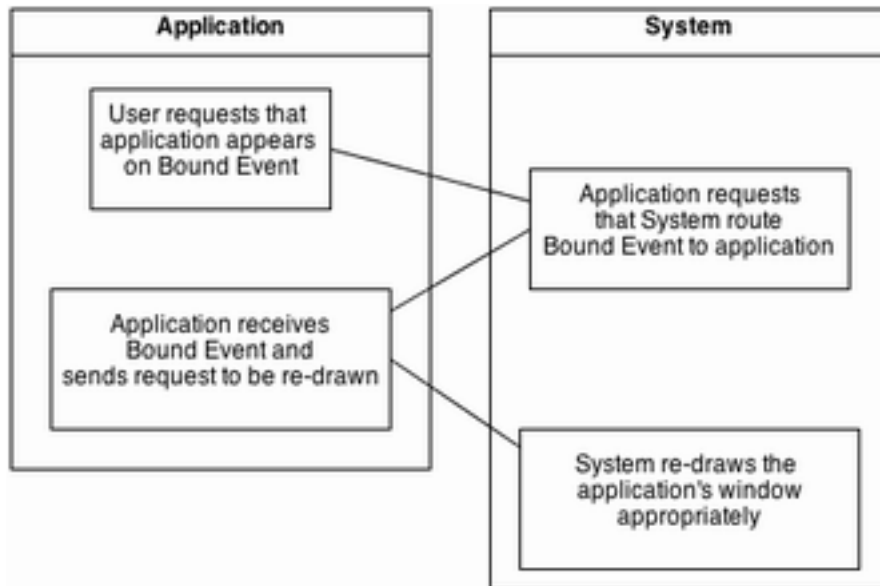 Application
User requests that
application appears
on Bound Event
Application receives
Bound Event and
sends request to be re-drawn
System
Application requests
that System route
Bound Event to application
System re-draws the
application's window
appropriately